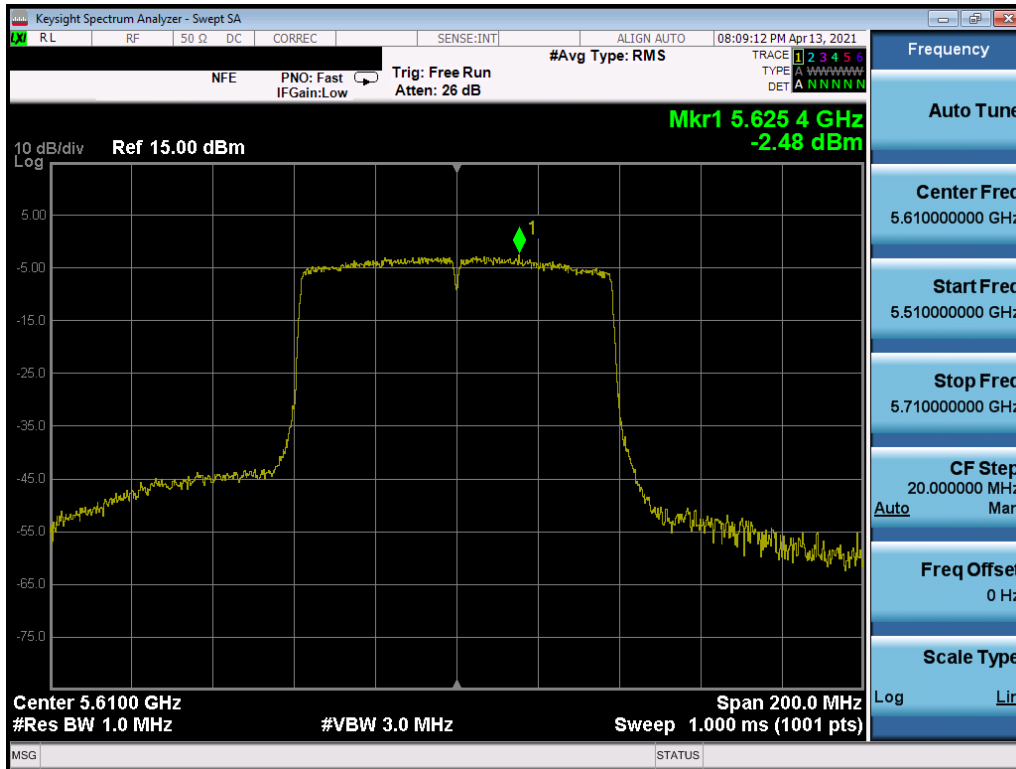 Keysight Spectrum Analyzer - Swept SA
LXI RL RF 50 Ω DC CORREC SENSE:INT ALIGN AUTO 08:09:12 PM Apr 13, 2021
NFE PNO: Fast IFGain:Low Trig: Free Run Atten: 26 dB #Avg Type: RMS
TRACE 1 2 3 4 5 6
TYPE A WWWWW
DET A N N N N N
Mkr1 5.625 4 GHz
-2.48 dBm
10 dB/div Ref 15.00 dBm
Log
1
5.00
-5.00
-15.0
-25.0
-35.0
-45.0
-55.0
-65.0
-75.0
Center 5.6100 GHz Span 200.0 MHz
#Res BW 1.0 MHz #VBW 3.0 MHz Sweep 1.000 ms (1001 pts)
MSG STATUS
Frequency
Auto Tune
Center Freq
5.610000000 GHz
Start Freq
5.510000000 GHz
Stop Freq
5.710000000 GHz
CF Step
20.000000 MHz
Auto Man
Freq Offset
0 Hz
Scale Type
Log Lin